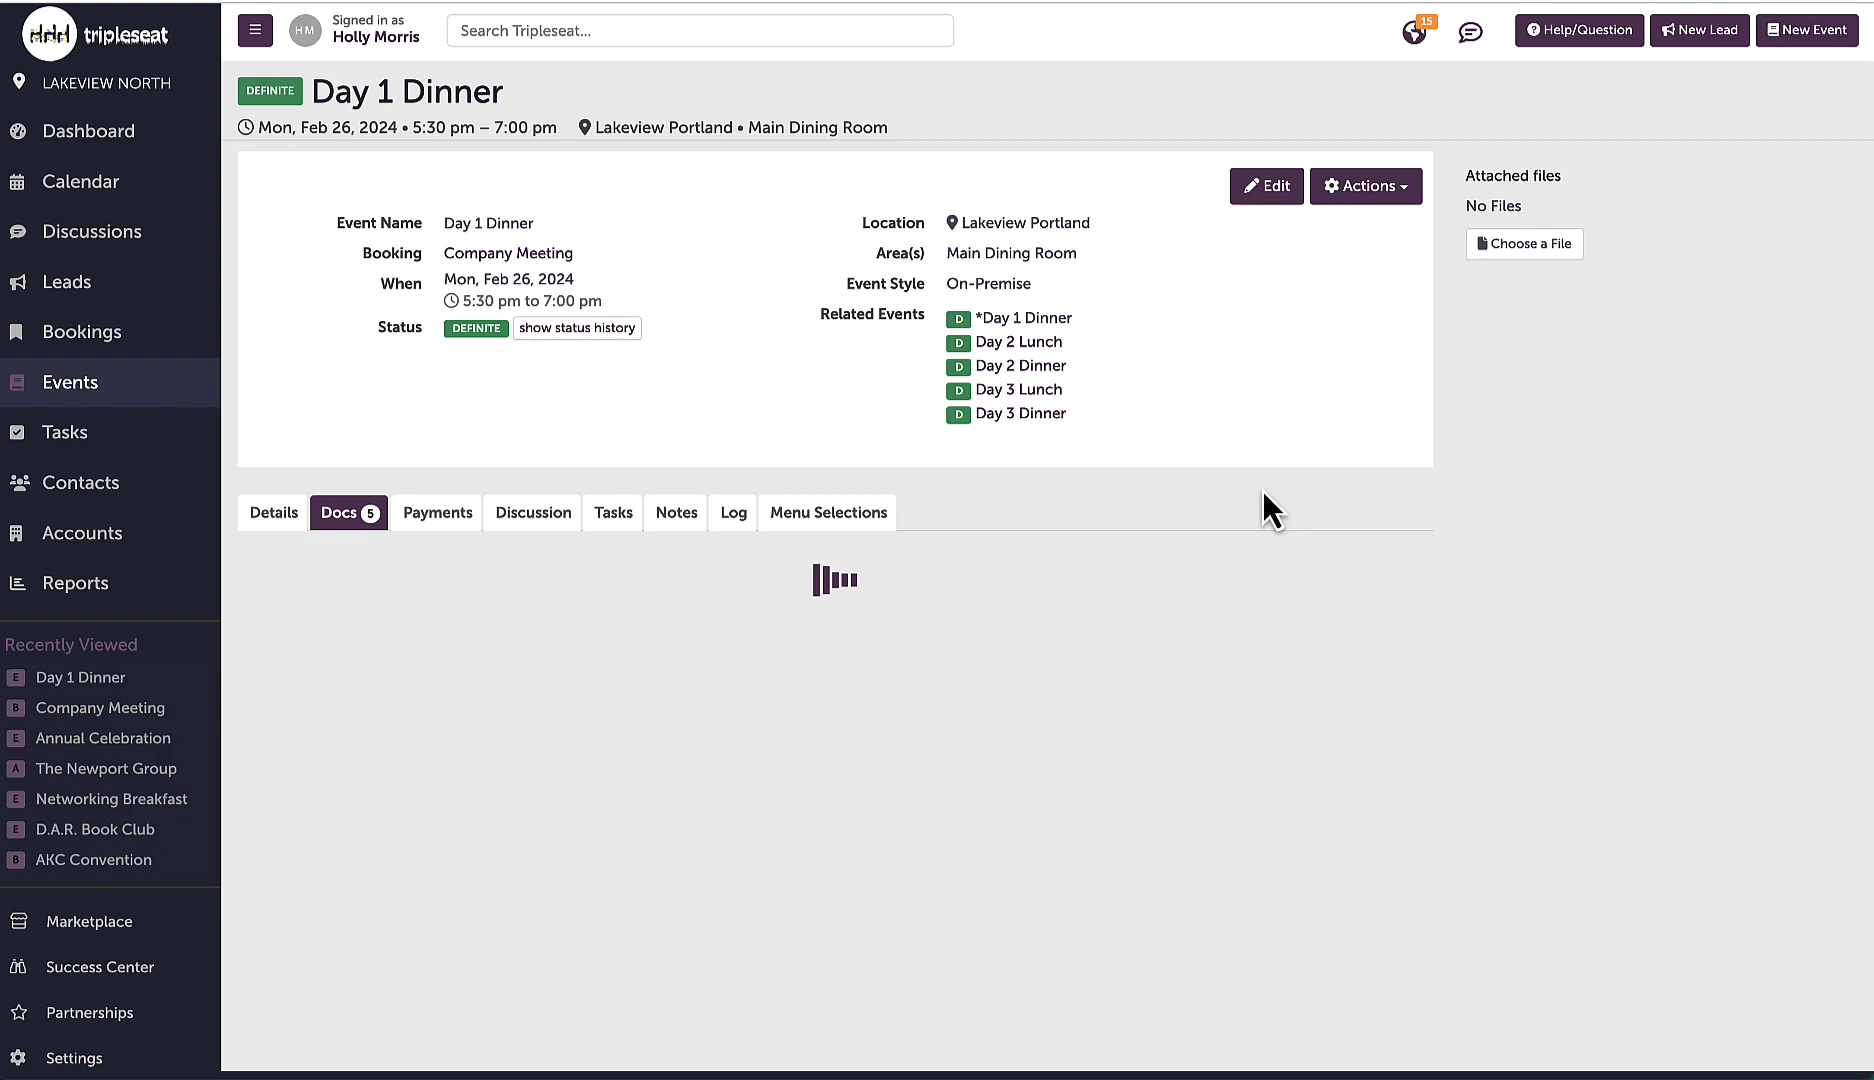 tripleseat
LAKEVIEW NORTH
Dashboard
Calendar
Discussions
Leads
Bookings
Events
Tasks
Contacts
Accounts
Reports
Recently Viewed
E Day 1 Dinner
B Company Meeting
E Annual Celebration
A The Newport Group
E Networking Breakfast
E D.A.R. Book Club
B AKC Convention
Marketplace
Success Center
Partnerships
Settings
HM
Signed in as
Holly Morris
Search Tripleseat...
15
Help/Question
New Lead
New Event
DEFINITE Day 1 Dinner
Mon, Feb 26, 2024 • 5:30 pm – 7:00 pm Lakeview Portland • Main Dining Room
Edit
Actions
Event Name Day 1 Dinner
Booking Company Meeting
When Mon, Feb 26, 2024
5:30 pm to 7:00 pm
Status DEFINITE show status history
Location Lakeview Portland
Area(s) Main Dining Room
Event Style On-Premise
Related Events
D *Day 1 Dinner
D Day 2 Lunch
D Day 2 Dinner
D Day 3 Lunch
D Day 3 Dinner
Attached files
No Files
Choose a File
Details Docs 5 Payments Discussion Tasks Notes Log Menu Selections